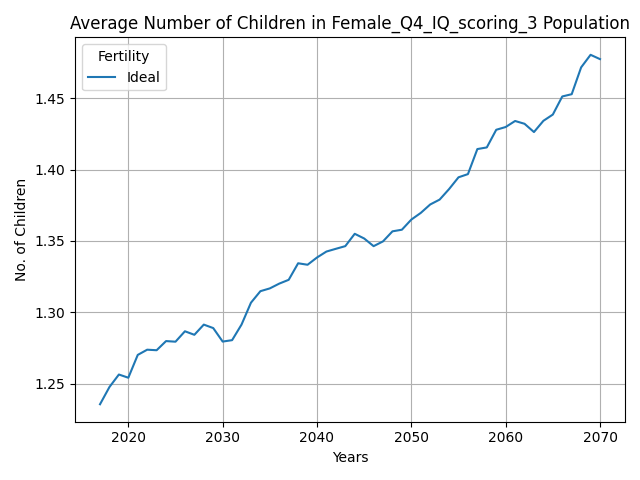 Average Number of Children in Female_Q4_IQ_scoring_3 Population
Fertility
Ideal
No. of Children
1.45
1.40
1.35
1.30
1.25
2020 2030 2040 2050 2060 2070
Years